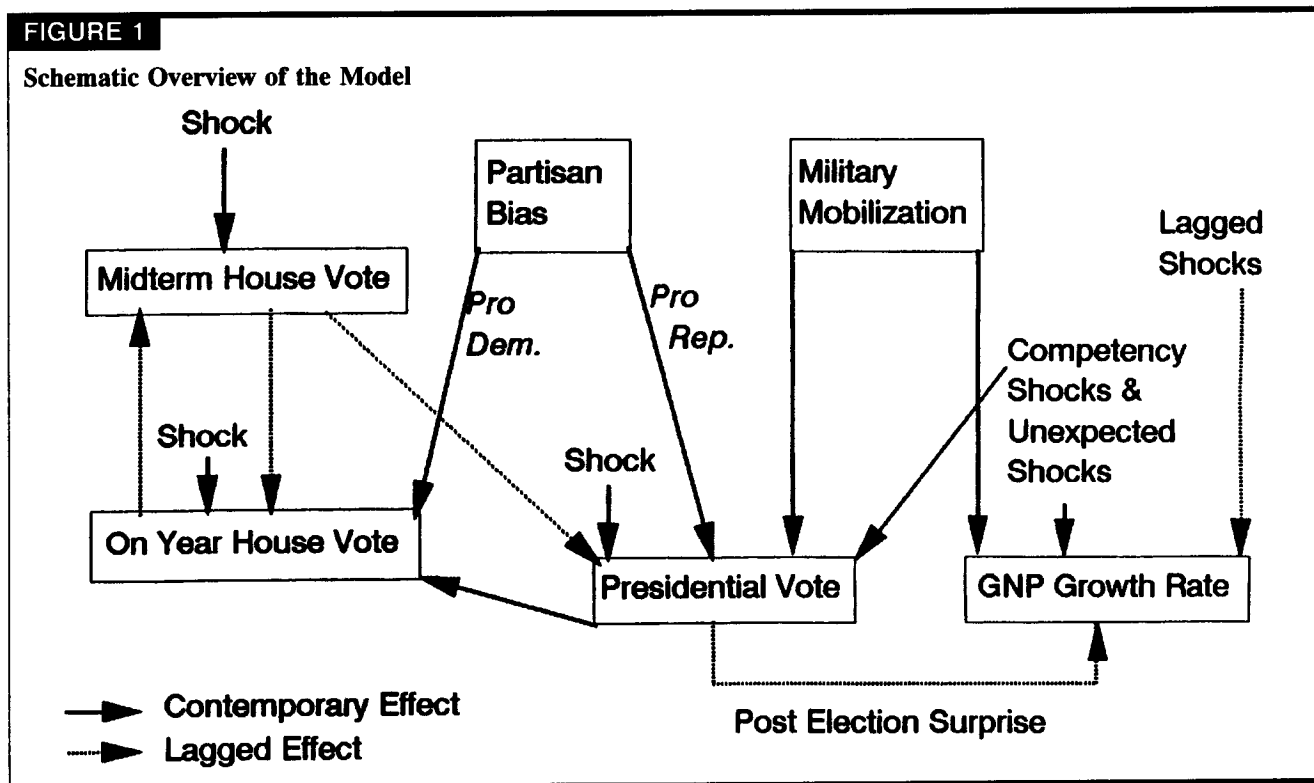 FIGURE 1
Schematic Overview of the Model
Shock
Partisan
Bias
Military
Mobilization
Lagged
Shocks
Midterm House Vote
Pro
Dem.
Pro
Rep.
Competency
Shocks &
Unexpected
Shocks
Shock
Shock
On Year House Vote
Presidential Vote
GNP Growth Rate
Contemporary Effect
Lagged Effect
Post Election Surprise